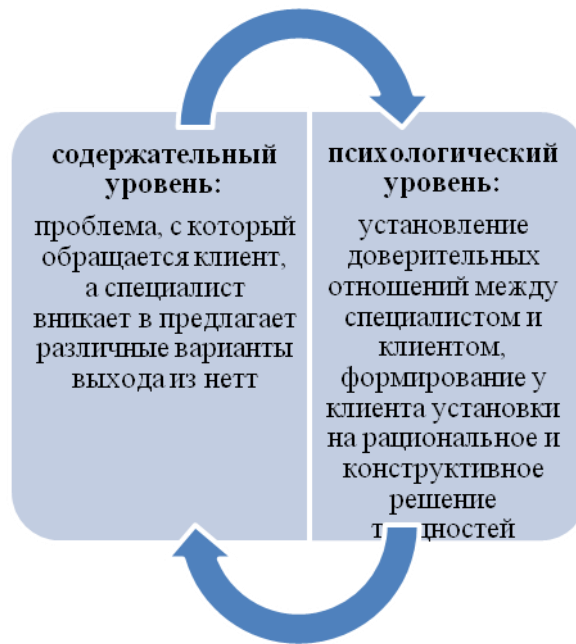 содержательный
уровень:
проблема, с который
обращается клиент,
а специалист
вникает в предлагает
различные варианты
выхода из нетт
психологический
уровень:
установление
доверительных
отношений между
специалистом и
клиентом,
формирование у
клиента установки
на рациональное и
конструктивное
решение